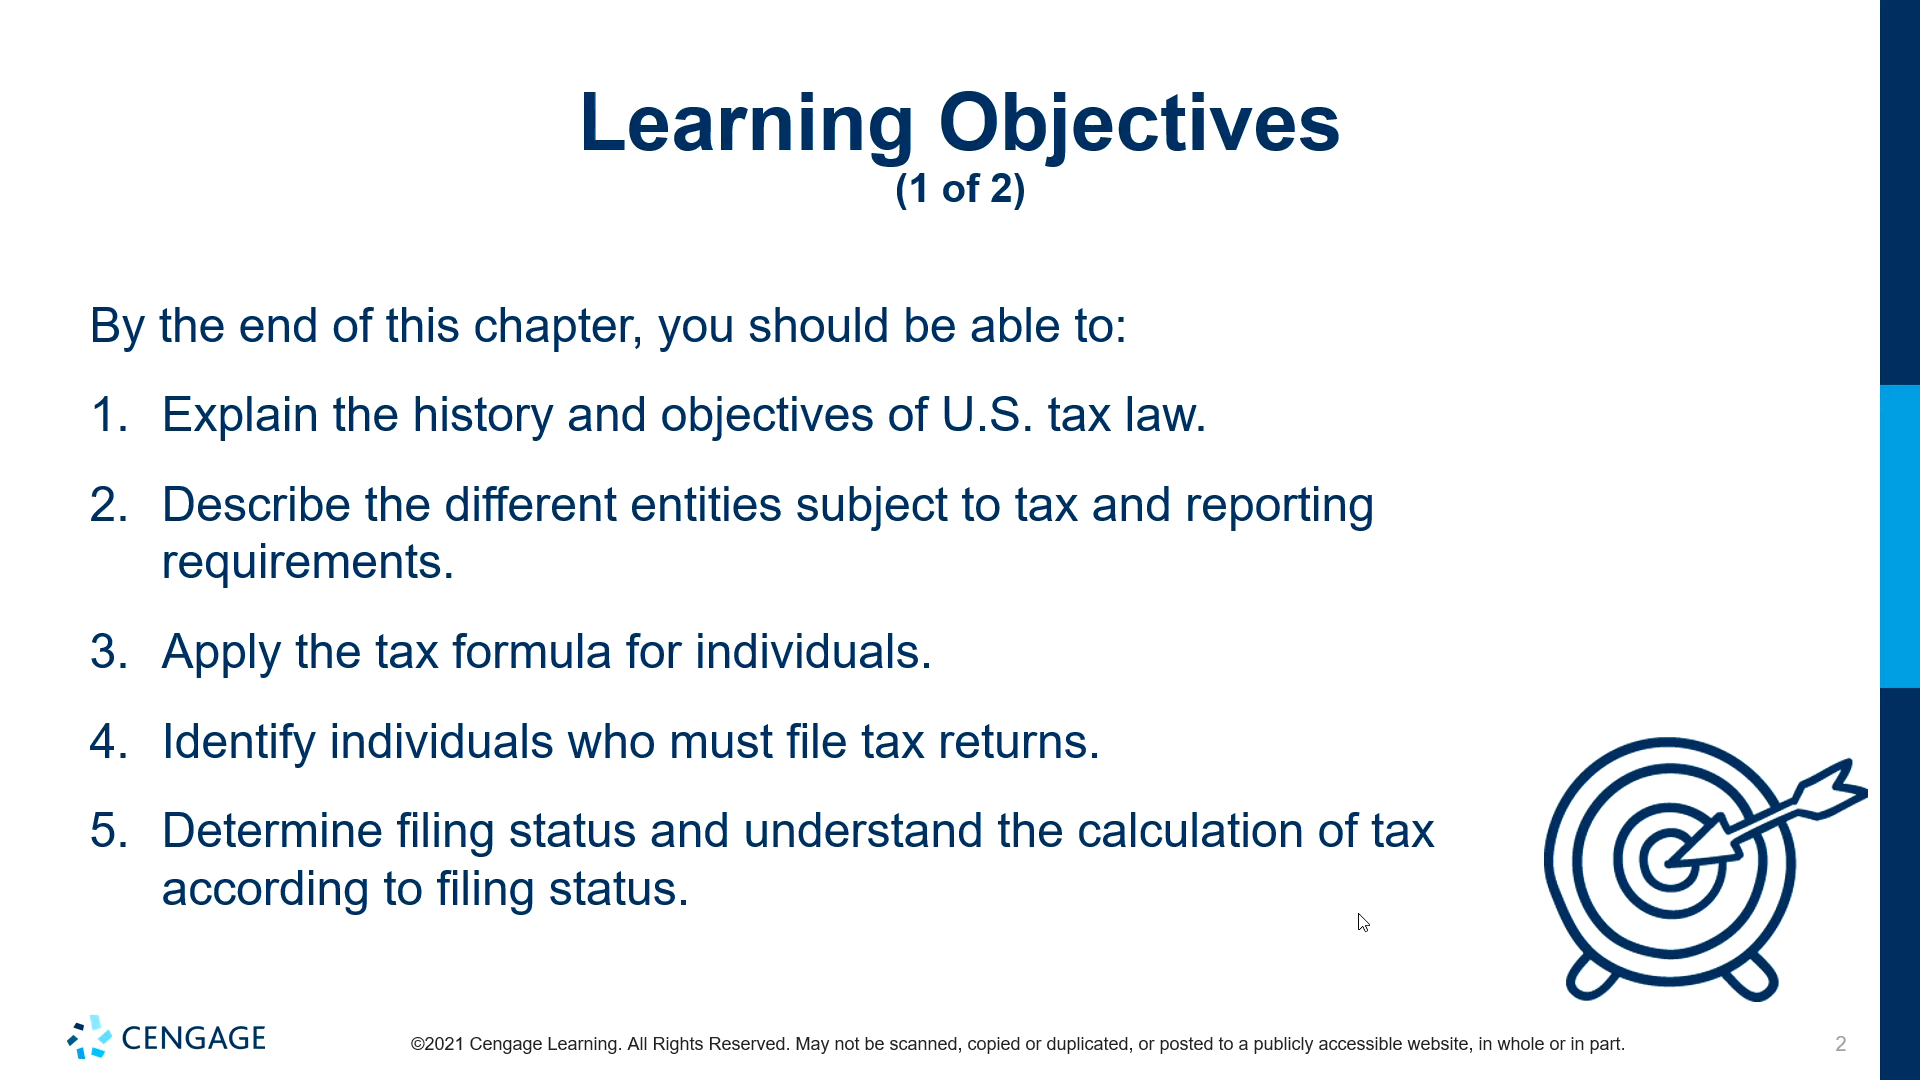 Learning Objectives
(1 of 2)
By the end of this chapter, you should be able to:
1. Explain the history and objectives of U.S. tax law.
2. Describe the different entities subject to tax and reporting
requirements.
3. Apply the tax formula for individuals.
4. Identify individuals who must file tax returns.
5. Determine filing status and understand the calculation of tax
according to filing status.
CENGAGE
©2021 Cengage Learning. All Rights Reserved. May not be scanned, copied or duplicated, or posted to a publicly accessible website, in whole or in part.
2